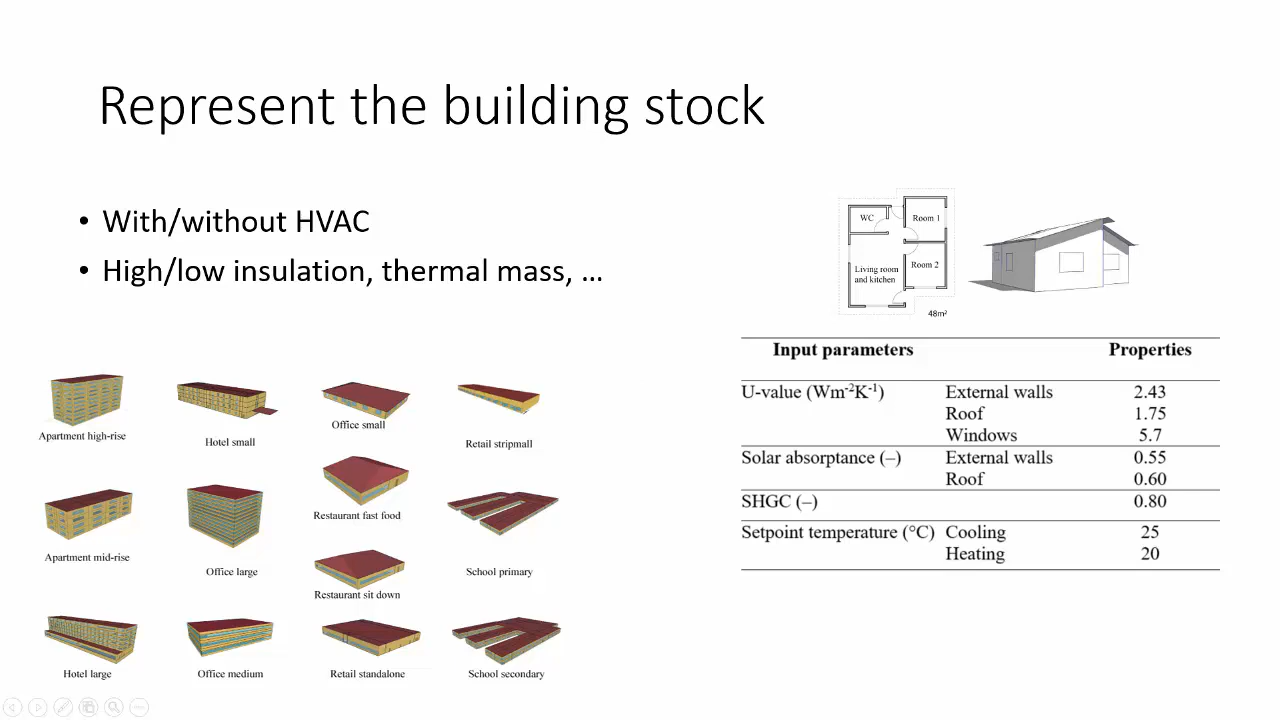 Represent the building stock
• With/without HVAC
• High/low insulation, thermal mass, …
WC
Room 1
Room 2
Living room
and kitchen
48m²
Input parameters Properties
U-value (Wm⁻²K⁻¹) External walls 2.43
Roof 1.75
Windows 5.7
Solar absorptance (–) External walls 0.55
Roof 0.60
SHGC (–) 0.80
Setpoint temperature (°C) Cooling 25
Heating 20
Apartment high-rise
Hotel small
Office small
Retail stripmall
Restaurant fast food
Apartment mid-rise
Office large
School primary
Restaurant sit down
Hotel large
Office medium
Retail standalone
School secondary